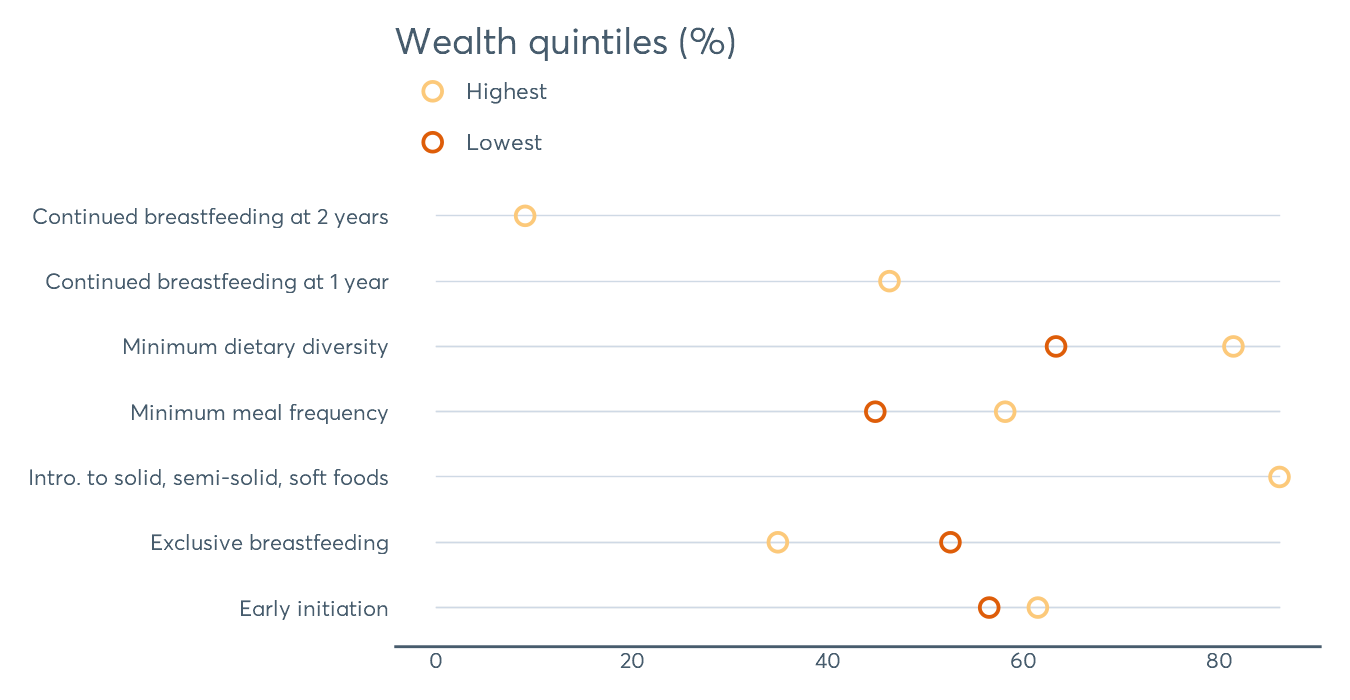 Wealth quintiles (%)
Highest
Lowest
Continued breastfeeding at 2 years
Continued breastfeeding at 1 year
Minimum dietary diversity
Minimum meal frequency
Intro. to solid, semi-solid, soft foods
Exclusive breastfeeding
Early initiation
0 20 40 60 80